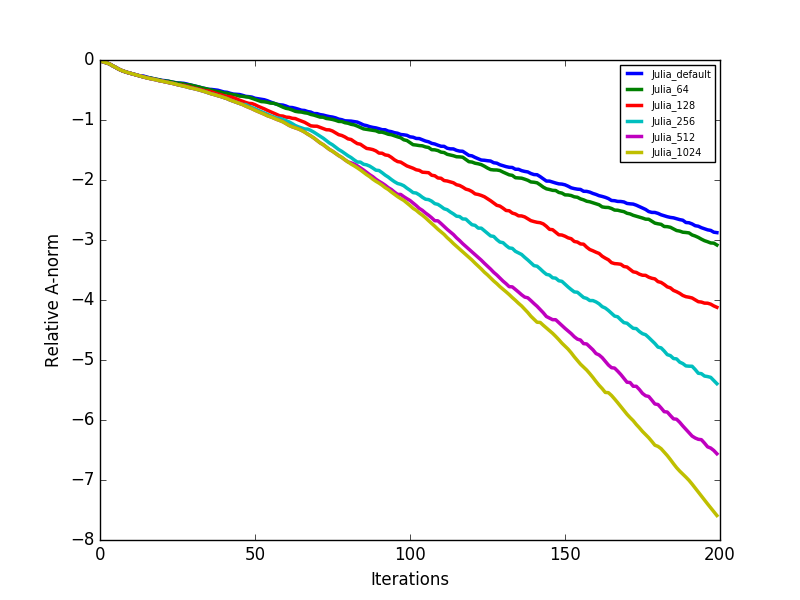 0
−1
−2
−3
−4
−5
−6
−7
−8
Relative A-norm
Julia_default
Julia_64
Julia_128
Julia_256
Julia_512
Julia_1024
0 50 100 150 200
Iterations